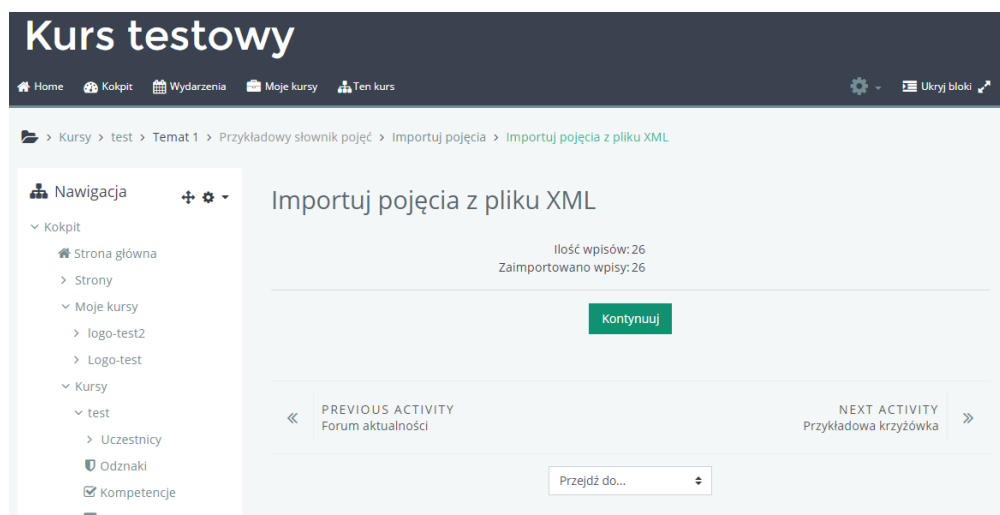 Kurs testowy
Home Kokpit Wydarzenia Moje kursy Ten kurs Ukryj bloki
> Kursy > test > Temat 1 > Przykładowy słownik pojęć > Importuj pojęcia > Importuj pojęcia z pliku XML
Nawigacja
Kokpit
Strona główna
Strony
Moje kursy
logo-test2
Logo-test
Kursy
test
Uczestnicy
Odznaki
Kompetencje
Importuj pojęcia z pliku XML
Ilość wpisów: 26
Zaimportowano wpisy: 26
Kontynuuj
PREVIOUS ACTIVITY
Forum aktualności
NEXT ACTIVITY
Przykładowa krzyżówka
Przejdź do...